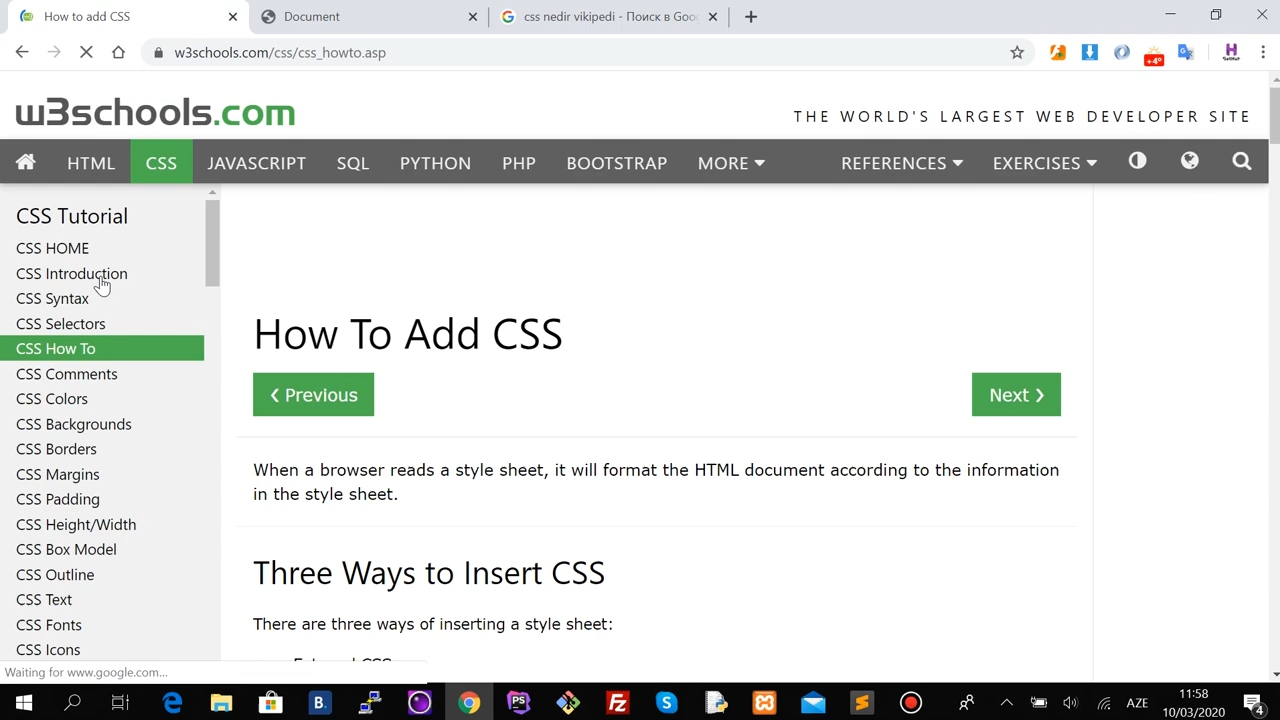 How to add CSS
Document
css nedir vikipedi - Поиск в Goo
w3schools.com/css/css_howto.asp
+4°
w3schools.com
THE WORLD'S LARGEST WEB DEVELOPER SITE
HTML CSS JAVASCRIPT SQL PYTHON PHP BOOTSTRAP MORE REFERENCES EXERCISES
CSS Tutorial
CSS HOME
CSS Introduction
CSS Syntax
CSS Selectors
CSS How To
CSS Comments
CSS Colors
CSS Backgrounds
CSS Borders
CSS Margins
CSS Padding
CSS Height/Width
CSS Box Model
CSS Outline
CSS Text
CSS Fonts
CSS Icons
How To Add CSS
❮ Previous
Next ❯
When a browser reads a style sheet, it will format the HTML document according to the information
in the style sheet.
Three Ways to Insert CSS
There are three ways of inserting a style sheet:
Waiting for www.google.com...
AZE
11:58
10/03/2020
4